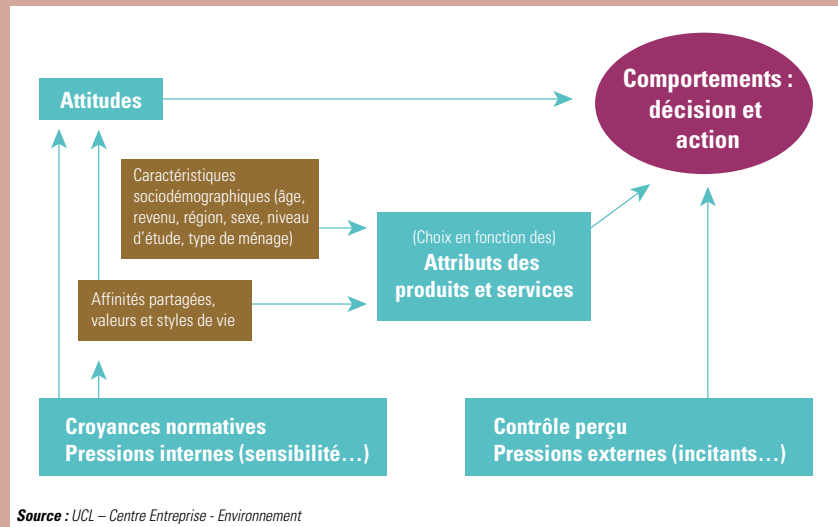 Attitudes
Comportements :
décision et
action
Caractéristiques
sociodémographiques (âge,
revenu, région, sexe, niveau
d'étude, type de ménage)
(Choix en fonction des)
Attributs des
produits et services
Affinités partagées,
valeurs et styles de vie
Croyances normatives
Pressions internes (sensibilité…)
Contrôle perçu
Pressions externes (incitants…)
Source : UCL – Centre Entreprise - Environnement